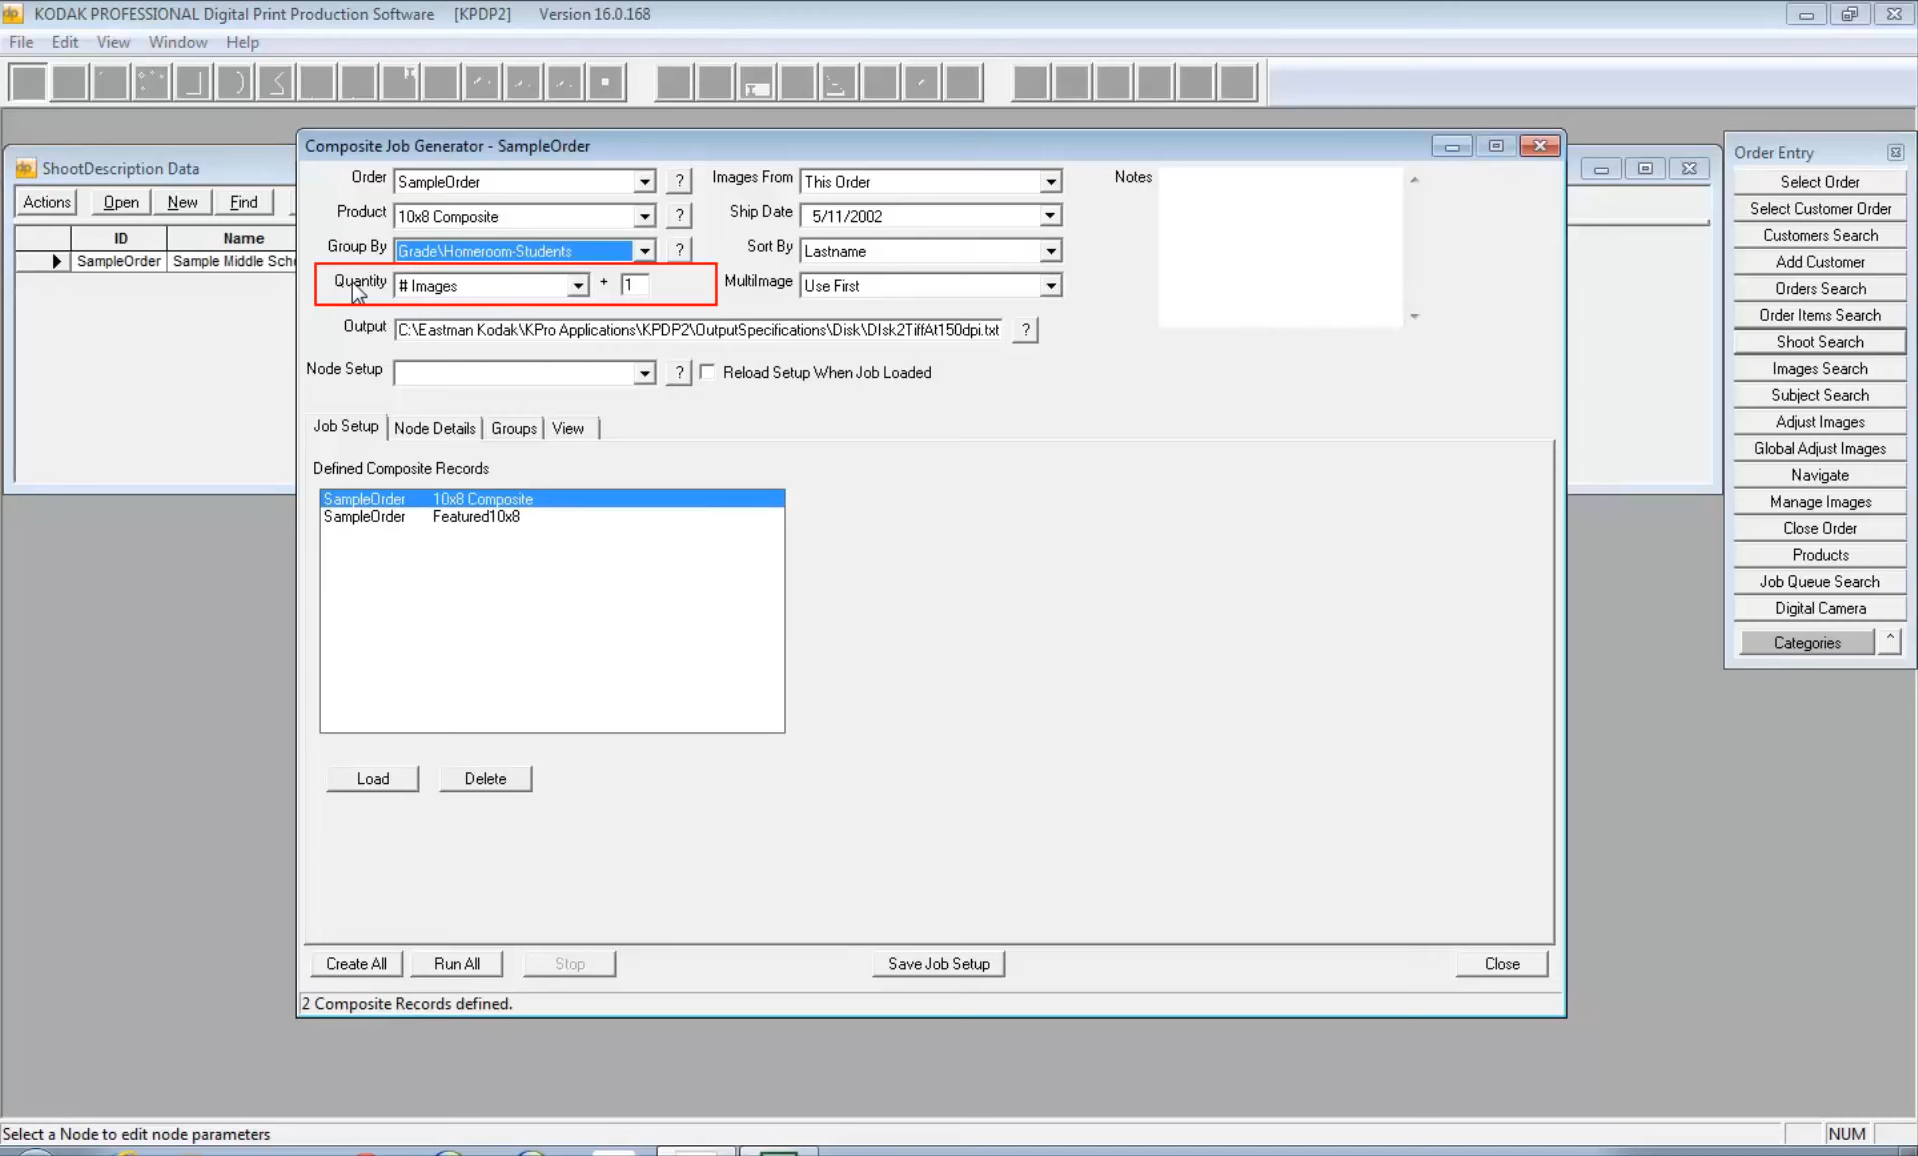 KODAK PROFESSIONAL Digital Print Production Software [KPDP2] Version 16.0.168
File Edit View Window Help
ShootDescription Data
Actions Open New Find
ID Name
SampleOrder Sample Middle Sch
Composite Job Generator - SampleOrder
Order SampleOrder ? Images From This Order Notes
Product 10x8 Composite ? Ship Date 5/11/2002
Group By Grade\Homeroom-Students ? Sort By Lastname
Quantity # Images + 1 MultiImage Use First
Output C:\Eastman Kodak\KPro Applications\KPDP2\OutputSpecifications\Disk\DIsk2TiffAt150dpi.txt ?
Node Setup ? Reload Setup When Job Loaded
Job Setup Node Details Groups View
Defined Composite Records
SampleOrder 10x8 Composite
SampleOrder Featured10x8
Load Delete
Create All Run All Stop Save Job Setup Close
2 Composite Records defined.
Order Entry
Select Order
Select Customer Order
Customers Search
Add Customer
Orders Search
Order Items Search
Shoot Search
Images Search
Subject Search
Adjust Images
Global Adjust Images
Navigate
Manage Images
Close Order
Products
Job Queue Search
Digital Camera
Categories ^
Select a Node to edit node parameters NUM